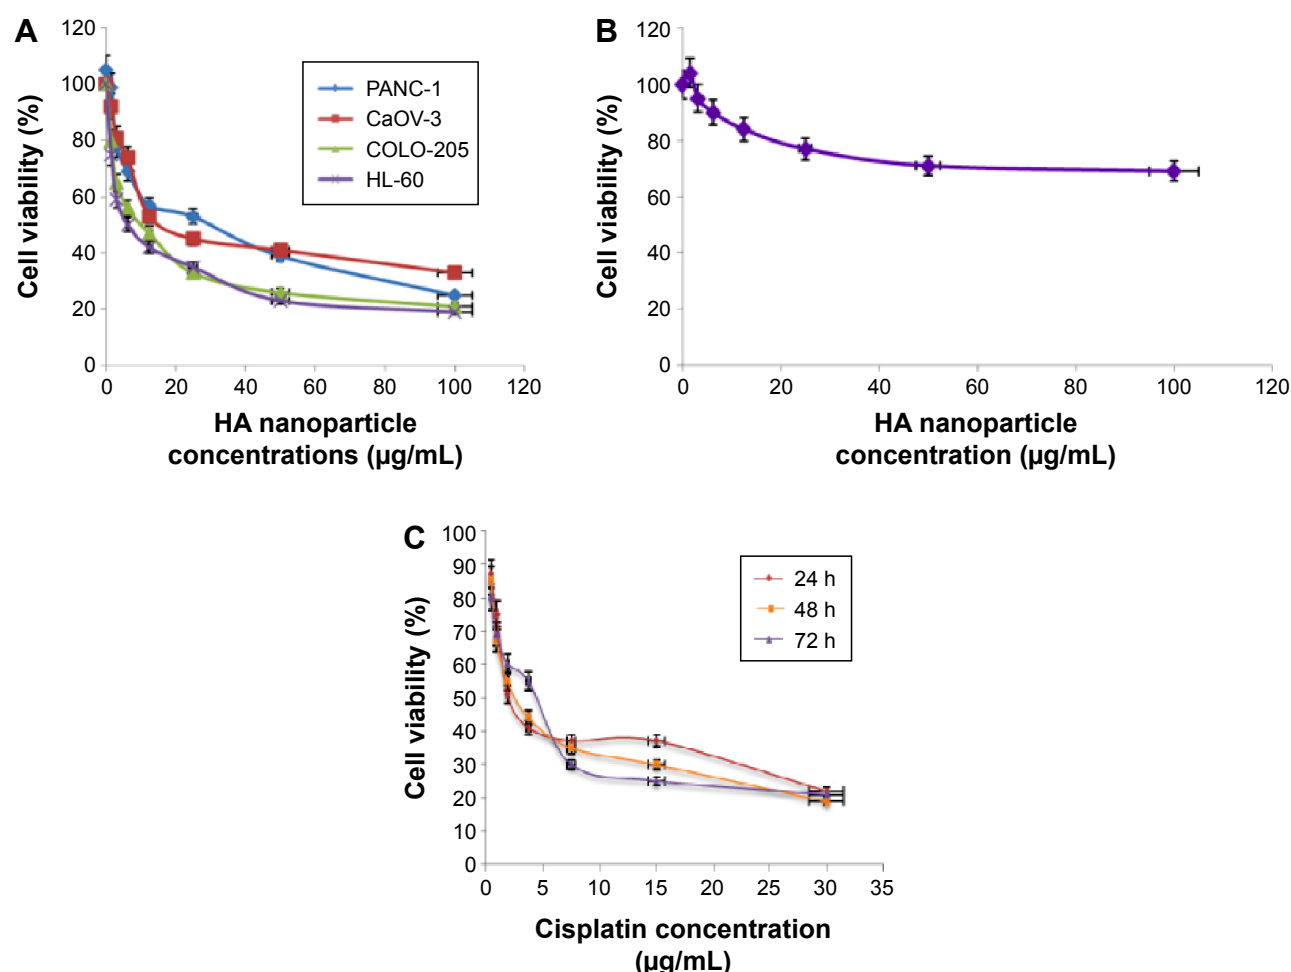 A
Cell viability (%)
120
100
80
60
40
20
0
0 20 40 60 80 100 120
HA nanoparticle
concentrations (µg/mL)
PANC-1
CaOV-3
COLO-205
HL-60
B
Cell viability (%)
120
100
80
60
40
20
0
0 20 40 60 80 100 120
HA nanoparticle
concentration (µg/mL)
C
Cell viability (%)
100
90
80
70
60
50
40
30
20
10
0
0 5 10 15 20 25 30 35
Cisplatin concentration
(µg/mL)
24 h
48 h
72 h